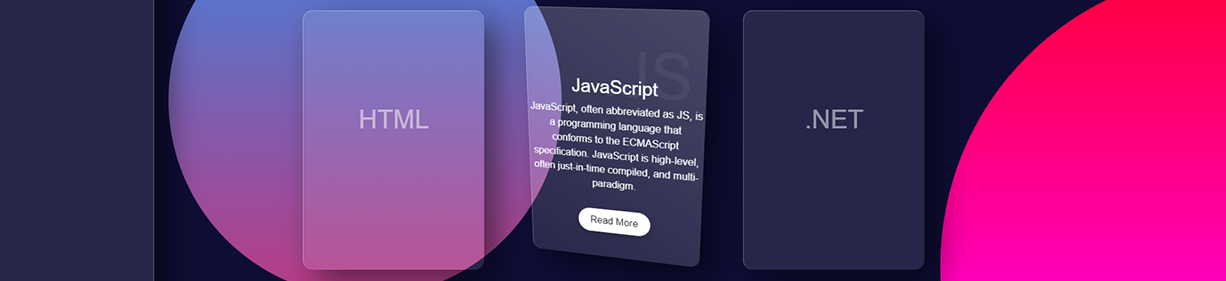 HTML
JS
JavaScript
JavaScript, often abbreviated as JS, is
a programming language that
conforms to the ECMAScript
specification. JavaScript is high-level,
often just-in-time compiled, and multi-
paradigm.
Read More
.NET